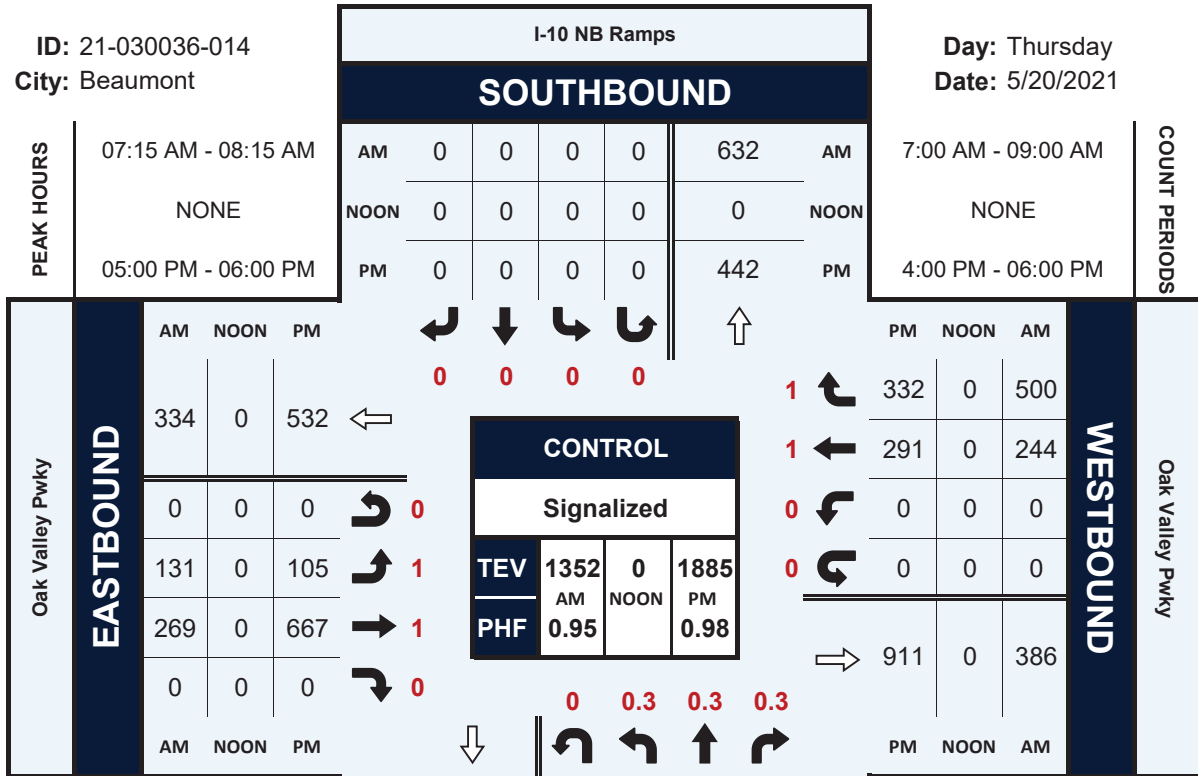 I-10 NB Ramps
ID: 21-030036-014
Day: Thursday
City: Beaumont
SOUTHBOUND
Date: 5/20/2021
PEAK HOURS
07:15 AM - 08:15 AM
NONE
05:00 PM - 06:00 PM
AM 0 0 0 0 632 AM
NOON 0 0 0 0 0 NOON
PM 0 0 0 0 442 PM
7:00 AM - 09:00 AM
NONE
4:00 PM - 06:00 PM
COUNT PERIODS
0 0 0 0
Oak Valley Pwky
EASTBOUND
AM NOON PM
334 0 532
0 0 0 0
131 0 105 1
269 0 667 1
0 0 0 0
AM NOON PM
CONTROL
Signalized
TEV 1352 0 1885
AM NOON PM
PHF 0.95 0.98
PM NOON AM
1 332 0 500
1 291 0 244
0 0 0 0
0 0 0 0
911 0 386
PM NOON AM
WESTBOUND
Oak Valley Pwky
0 0.3 0.3 0.3